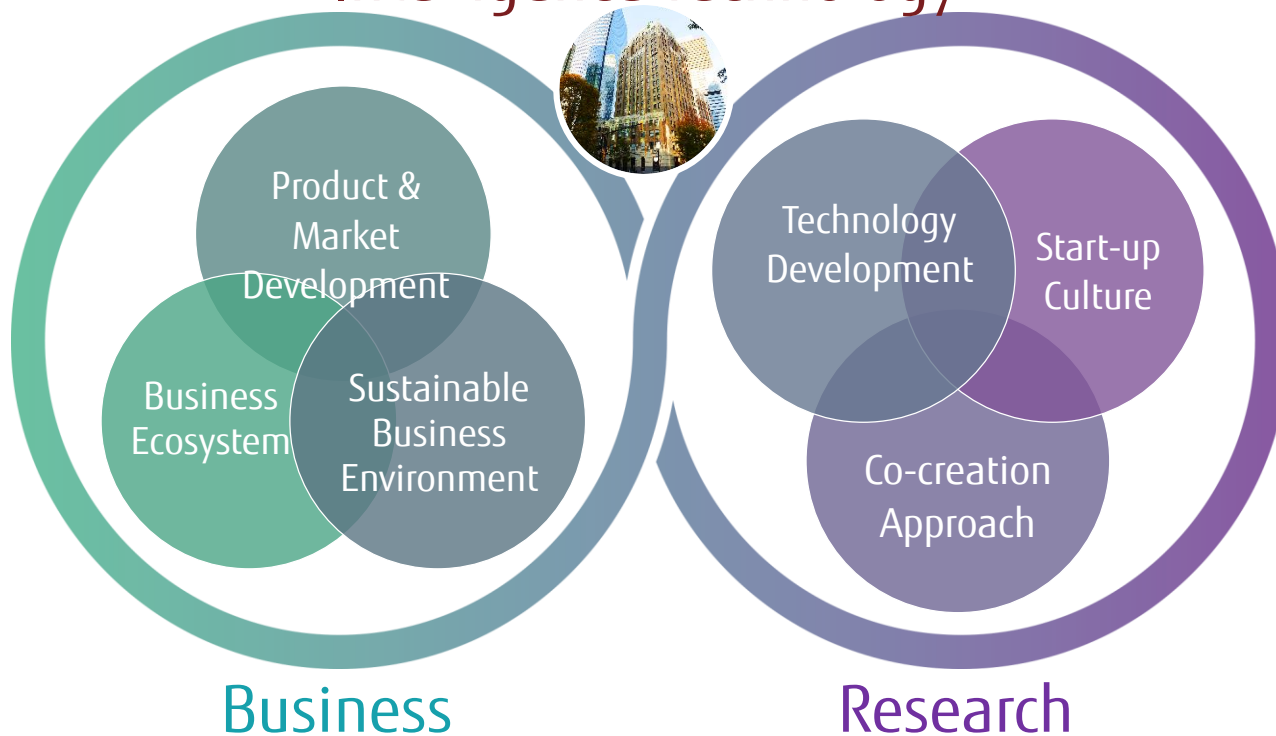 Product &
Market
Development
Business
Ecosystem
Sustainable
Business
Environment
Technology
Development
Start-up
Culture
Co-creation
Approach
Business
Research